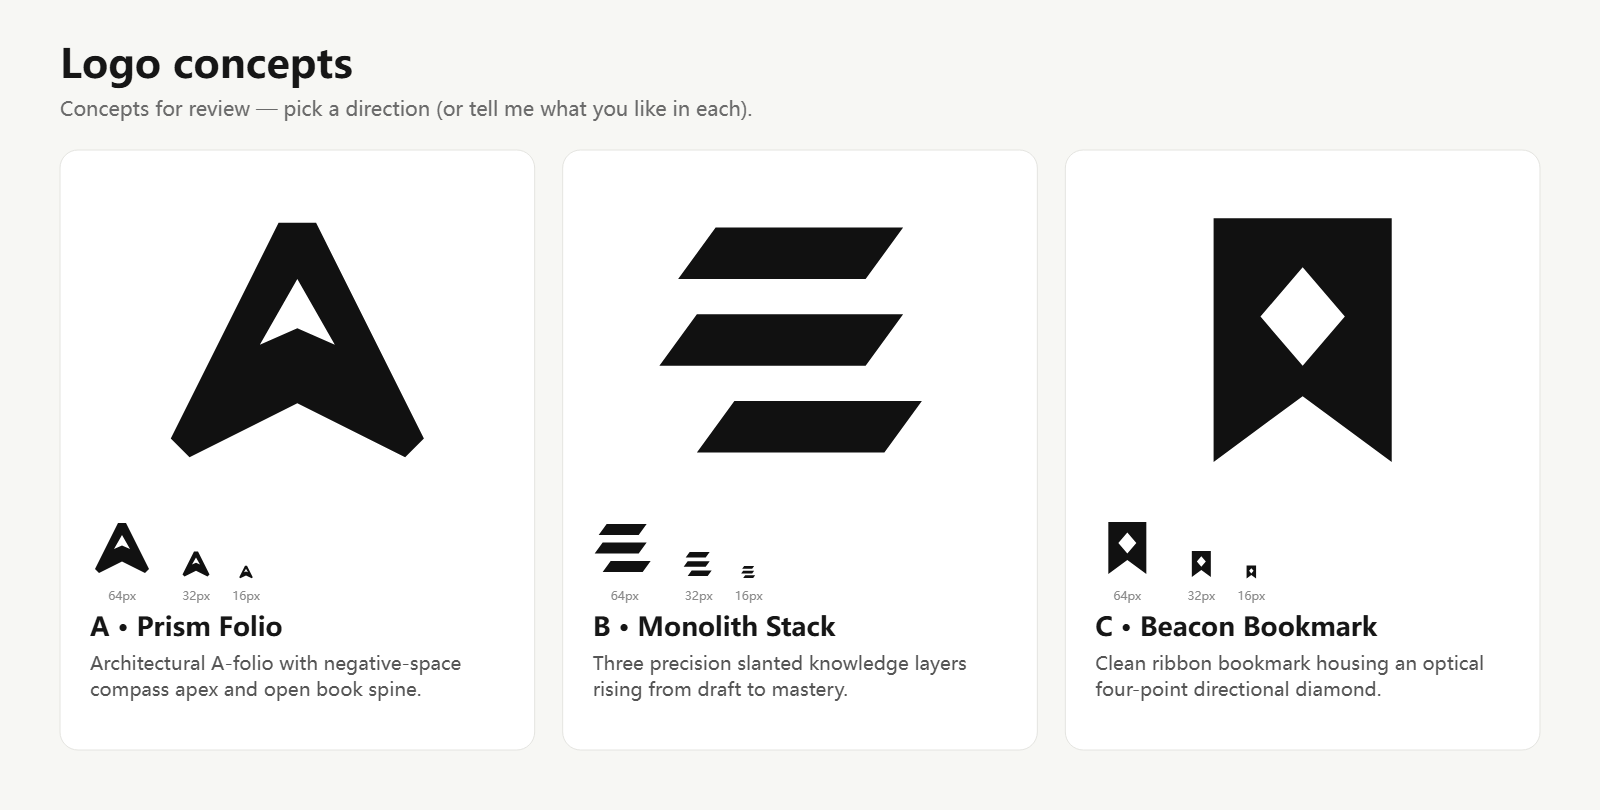 Logo concepts
Concepts for review — pick a direction (or tell me what you like in each).
64px 32px 16px
A • Prism Folio
Architectural A-folio with negative-space
compass apex and open book spine.
64px 32px 16px
B • Monolith Stack
Three precision slanted knowledge layers
rising from draft to mastery.
64px 32px 16px
C • Beacon Bookmark
Clean ribbon bookmark housing an optical
four-point directional diamond.